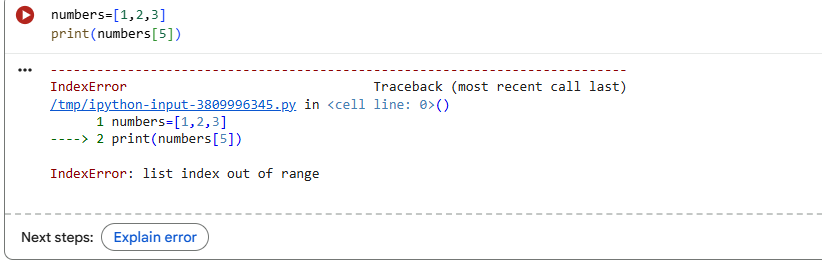 numbers=[1,2,3]
print(numbers[5])
---------------------------------------------------------------------------
IndexError                                Traceback (most recent call last)
/tmp/ipython-input-3809996345.py in <cell line: 0>()
      1 numbers=[1,2,3]
----> 2 print(numbers[5])

IndexError: list index out of range
Next steps: Explain error